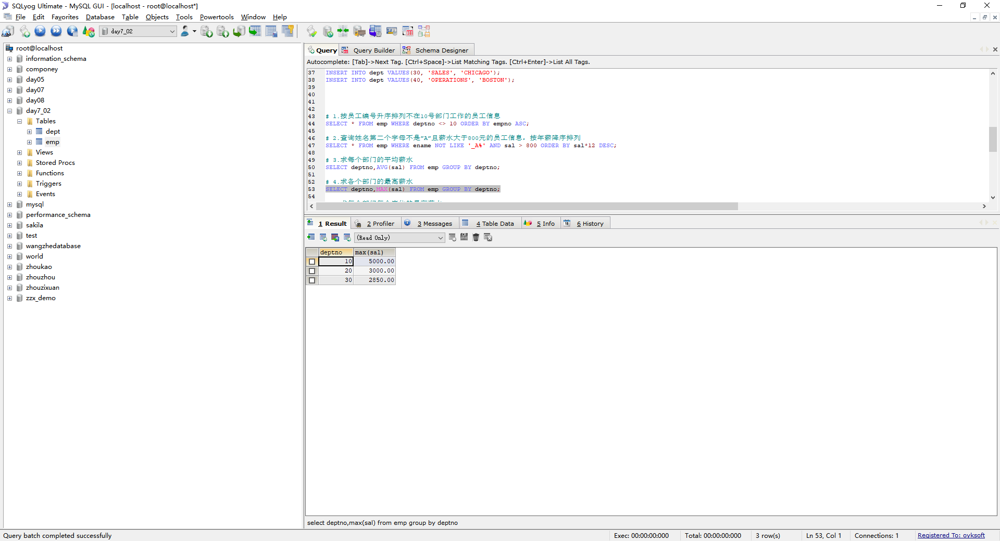 SQLyog Ultimate - MySQL GUI - [localhost - root@localhost*]
File Edit Favorites Database Table Objects Tools Powertools Window Help
day7_02
root@localhost
information_schema
componey
day05
day07
day08
day7_02
Tables
dept
emp
Views
Stored Procs
Functions
Triggers
Events
mysql
performance_schema
sakila
test
wangzhedatabase
world
zhoukao
zhouzhou
zhouzixuan
zzx_demo
Query Query Builder Schema Designer
Autocomplete: [Tab]->Next Tag. [Ctrl+Space]->List Matching Tags. [Ctrl+Enter]->List All Tags.
37 INSERT INTO dept VALUES(30, 'SALES', 'CHICAGO');
38 INSERT INTO dept VALUES(40, 'OPERATIONS', 'BOSTON');
39
40
41
42
43 # 1.按员工编号升序排列不在10号部门工作的员工信息
44 SELECT * FROM emp WHERE deptno <> 10 ORDER BY empno ASC;
45
46 # 2.查询姓名第二个字母不是”A”且薪水大于800元的员工信息，按年薪降序排列
47 SELECT * FROM emp WHERE ename NOT LIKE '_A%' AND sal > 800 ORDER BY sal*12 DESC;
48
49 # 3.求每个部门的平均薪水
50 SELECT deptno,AVG(sal) FROM emp GROUP BY deptno;
51
52 # 4.求各个部门的最高薪水
53 SELECT deptno,MAX(sal) FROM emp GROUP BY deptno;
54
1 Result 2 Profiler 3 Messages 4 Table Data 5 Info 6 History
(Read Only)
deptno max(sal)
10 5000.00
20 3000.00
30 2850.00
select deptno,max(sal) from emp group by deptno
Query batch completed successfully Exec: 00:00:00:000 Total: 00:00:00:000 3 row(s) Ln 53, Col 1 Connections: 1 Registered To: oyksoft